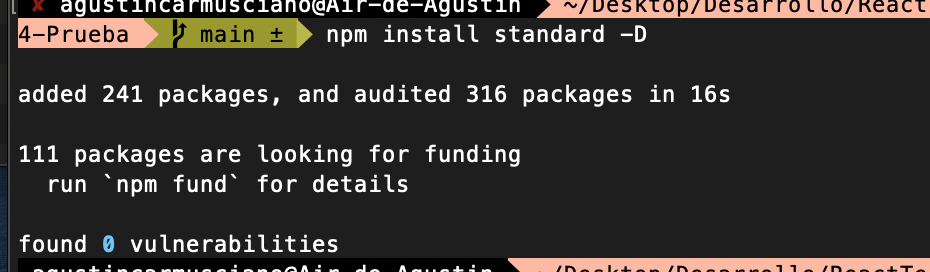 ✘ agustincarmusciano@Air-de-Agustin ~/Desktop/Desarrollo/React
4-Prueba main ± npm install standard -D
added 241 packages, and audited 316 packages in 16s
111 packages are looking for funding
run `npm fund` for details
found 0 vulnerabilities
agustincarmusciano@Air-de-Agustin ~/Desktop/Desarrollo/ReactTe